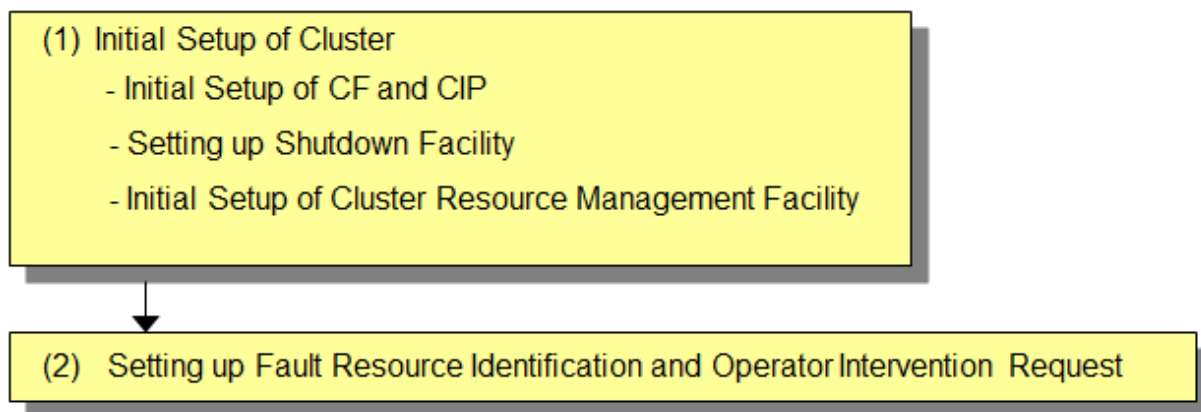 (1) Initial Setup of Cluster
- Initial Setup of CF and CIP
- Setting up Shutdown Facility
- Initial Setup of Cluster Resource Management Facility
(2) Setting up Fault Resource Identification and Operator Intervention Request